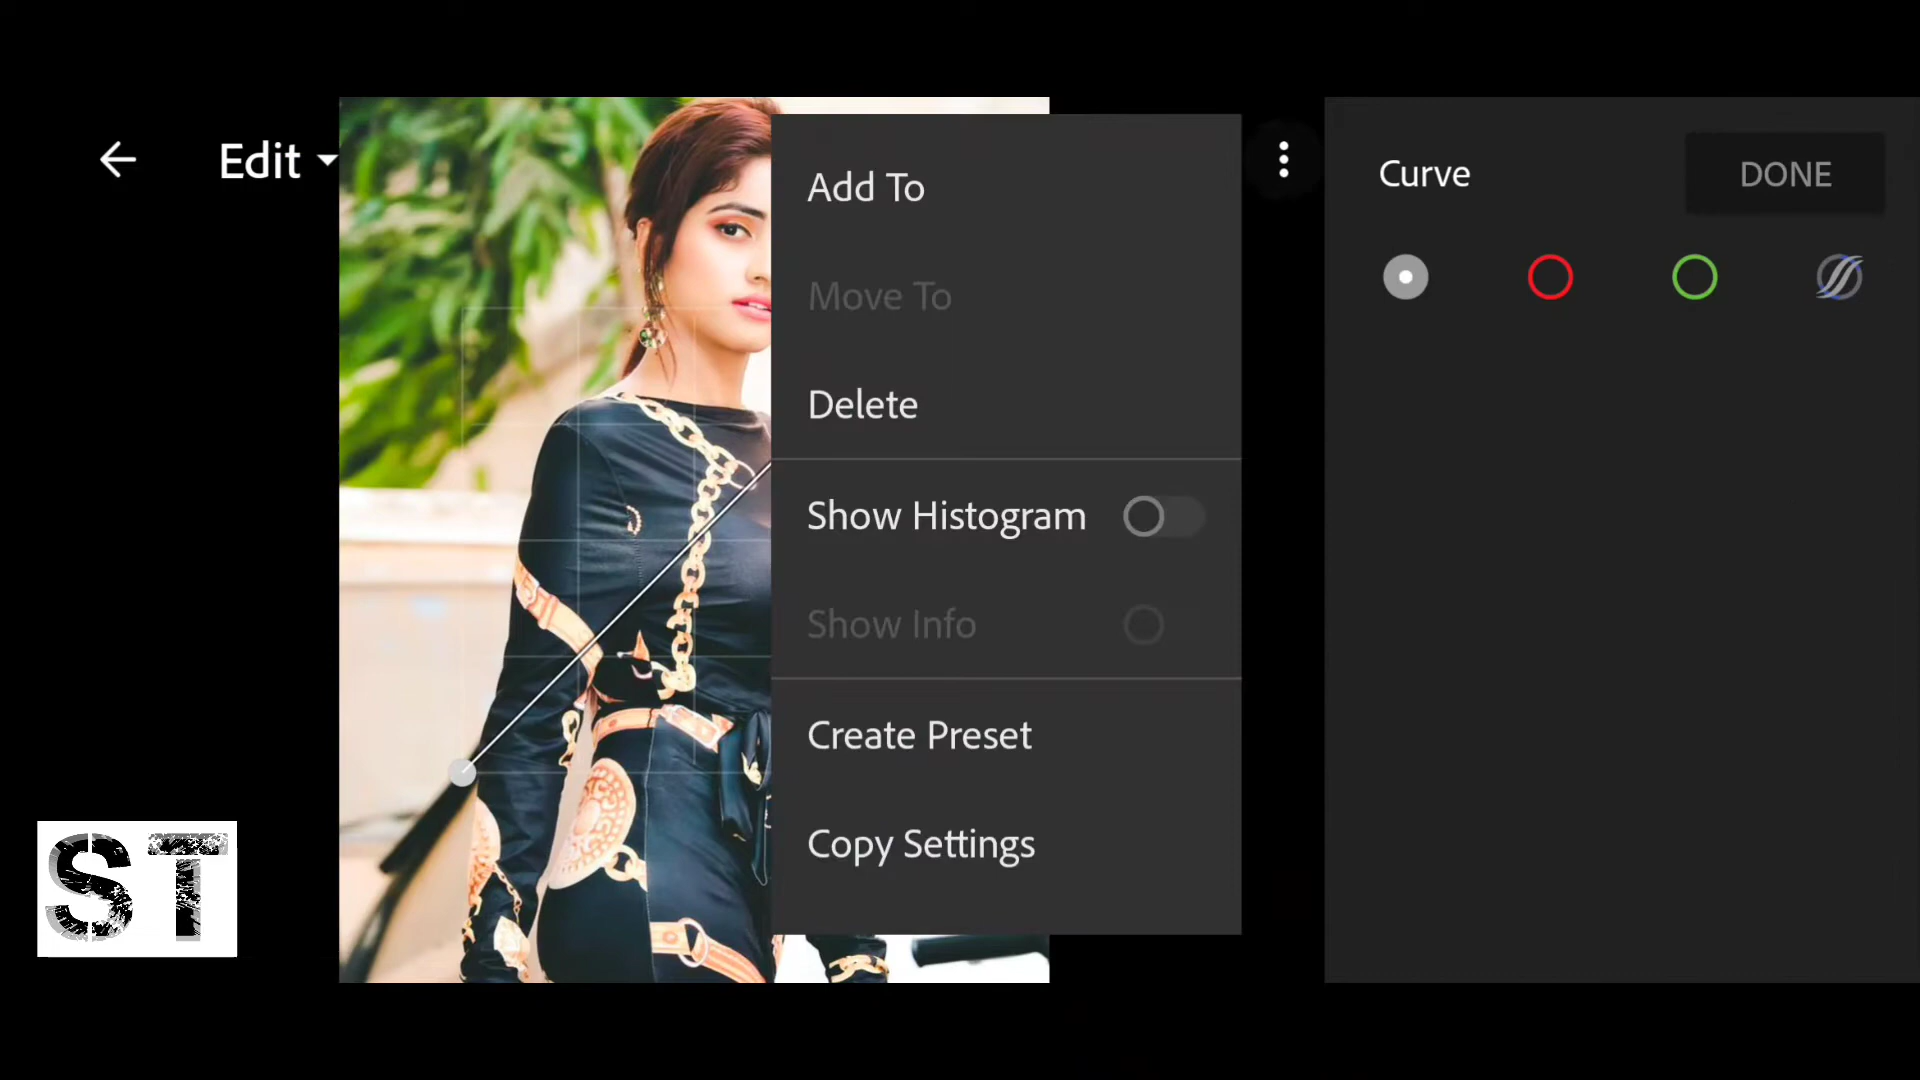 Edit
Add To
Move To
Delete
Show Histogram
Show Info
Create Preset
Copy Settings
Curve
DONE
ST